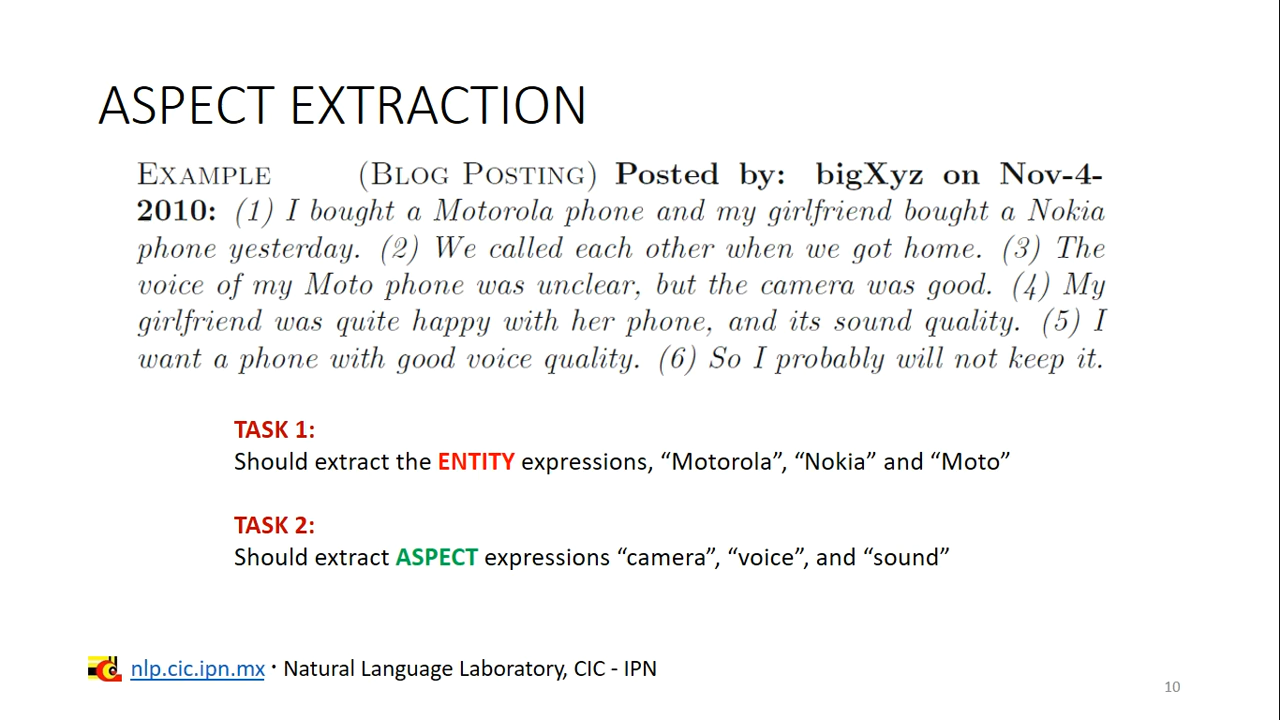 ASPECT EXTRACTION
EXAMPLE (BLOG POSTING) Posted by: bigXyz on Nov-4-
2010: (1) I bought a Motorola phone and my girlfriend bought a Nokia
phone yesterday. (2) We called each other when we got home. (3) The
voice of my Moto phone was unclear, but the camera was good. (4) My
girlfriend was quite happy with her phone, and its sound quality. (5) I
want a phone with good voice quality. (6) So I probably will not keep it.
TASK 1:
Should extract the ENTITY expressions, “Motorola”, “Nokia” and “Moto”
TASK 2:
Should extract ASPECT expressions “camera”, “voice”, and “sound”
nlp.cic.ipn.mx · Natural Language Laboratory, CIC - IPN
10